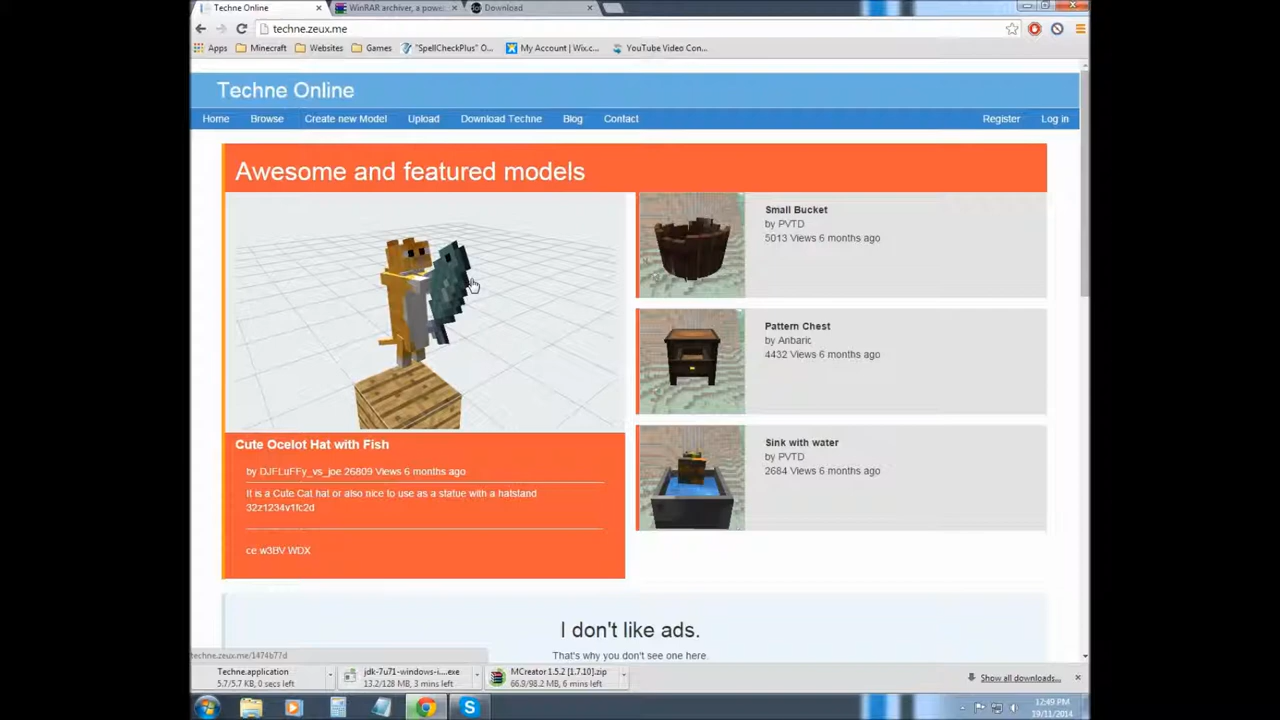 Techne Online
WinRAR archiver, a powe
Download
techne.zeux.me
Apps
Minecraft
Websites
Games
"SpellCheckPlus" O...
My Account | Wix.c...
YouTube Video Con...
Techne Online
Home Browse Create new Model Upload Download Techne Blog Contact Register Log in
Awesome and featured models
Small Bucket
by PVTD
5013 Views 6 months ago
Pattern Chest
by Anbaric
4432 Views 6 months ago
Sink with water
by PVTD
2684 Views 6 months ago
Cute Ocelot Hat with Fish
by DJFLuFFy_vs_joe 26809 Views 6 months ago
It is a Cute Cat hat or also nice to use as a statue with a hatstand
32z1234v1fc2d
ce w3BV WDX
I don't like ads.
That's why you don't see one here.
techne.zeux.me/1474b77d
Techne.application
5.7/5.7 KB, 0 secs left
jdk-7u71-windows-i....exe
13.2/128 MB, 3 mins left
MCreator 1.5.2 [1.7.10].zip
66.9/98.2 MB, 6 mins left
Show all downloads...
12:49 PM
19/11/2014